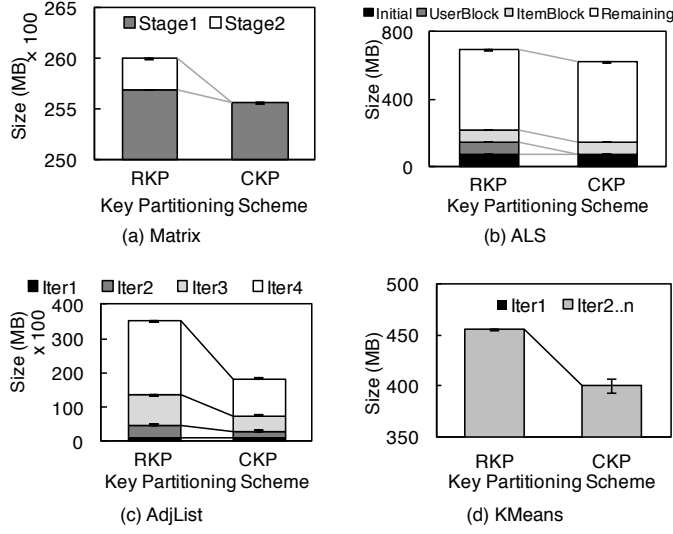 Stage1 Stage2
265
260
255
250
Size (MB)
x 100
RKP CKP
Key Partitioning Scheme
(a) Matrix
Initial UserBlock ItemBlock Remaining
800
400
0
Size (MB)
RKP CKP
Key Partitioning Scheme
(b) ALS
Iter1 Iter2 Iter3 Iter4
400
300
200
100
0
Size (MB)
x 100
RKP CKP
Key Partitioning Scheme
(c) AdjList
Iter1 Iter2..n
500
450
400
350
Size (MB)
RKP CKP
Key Partitioning Scheme
(d) KMeans